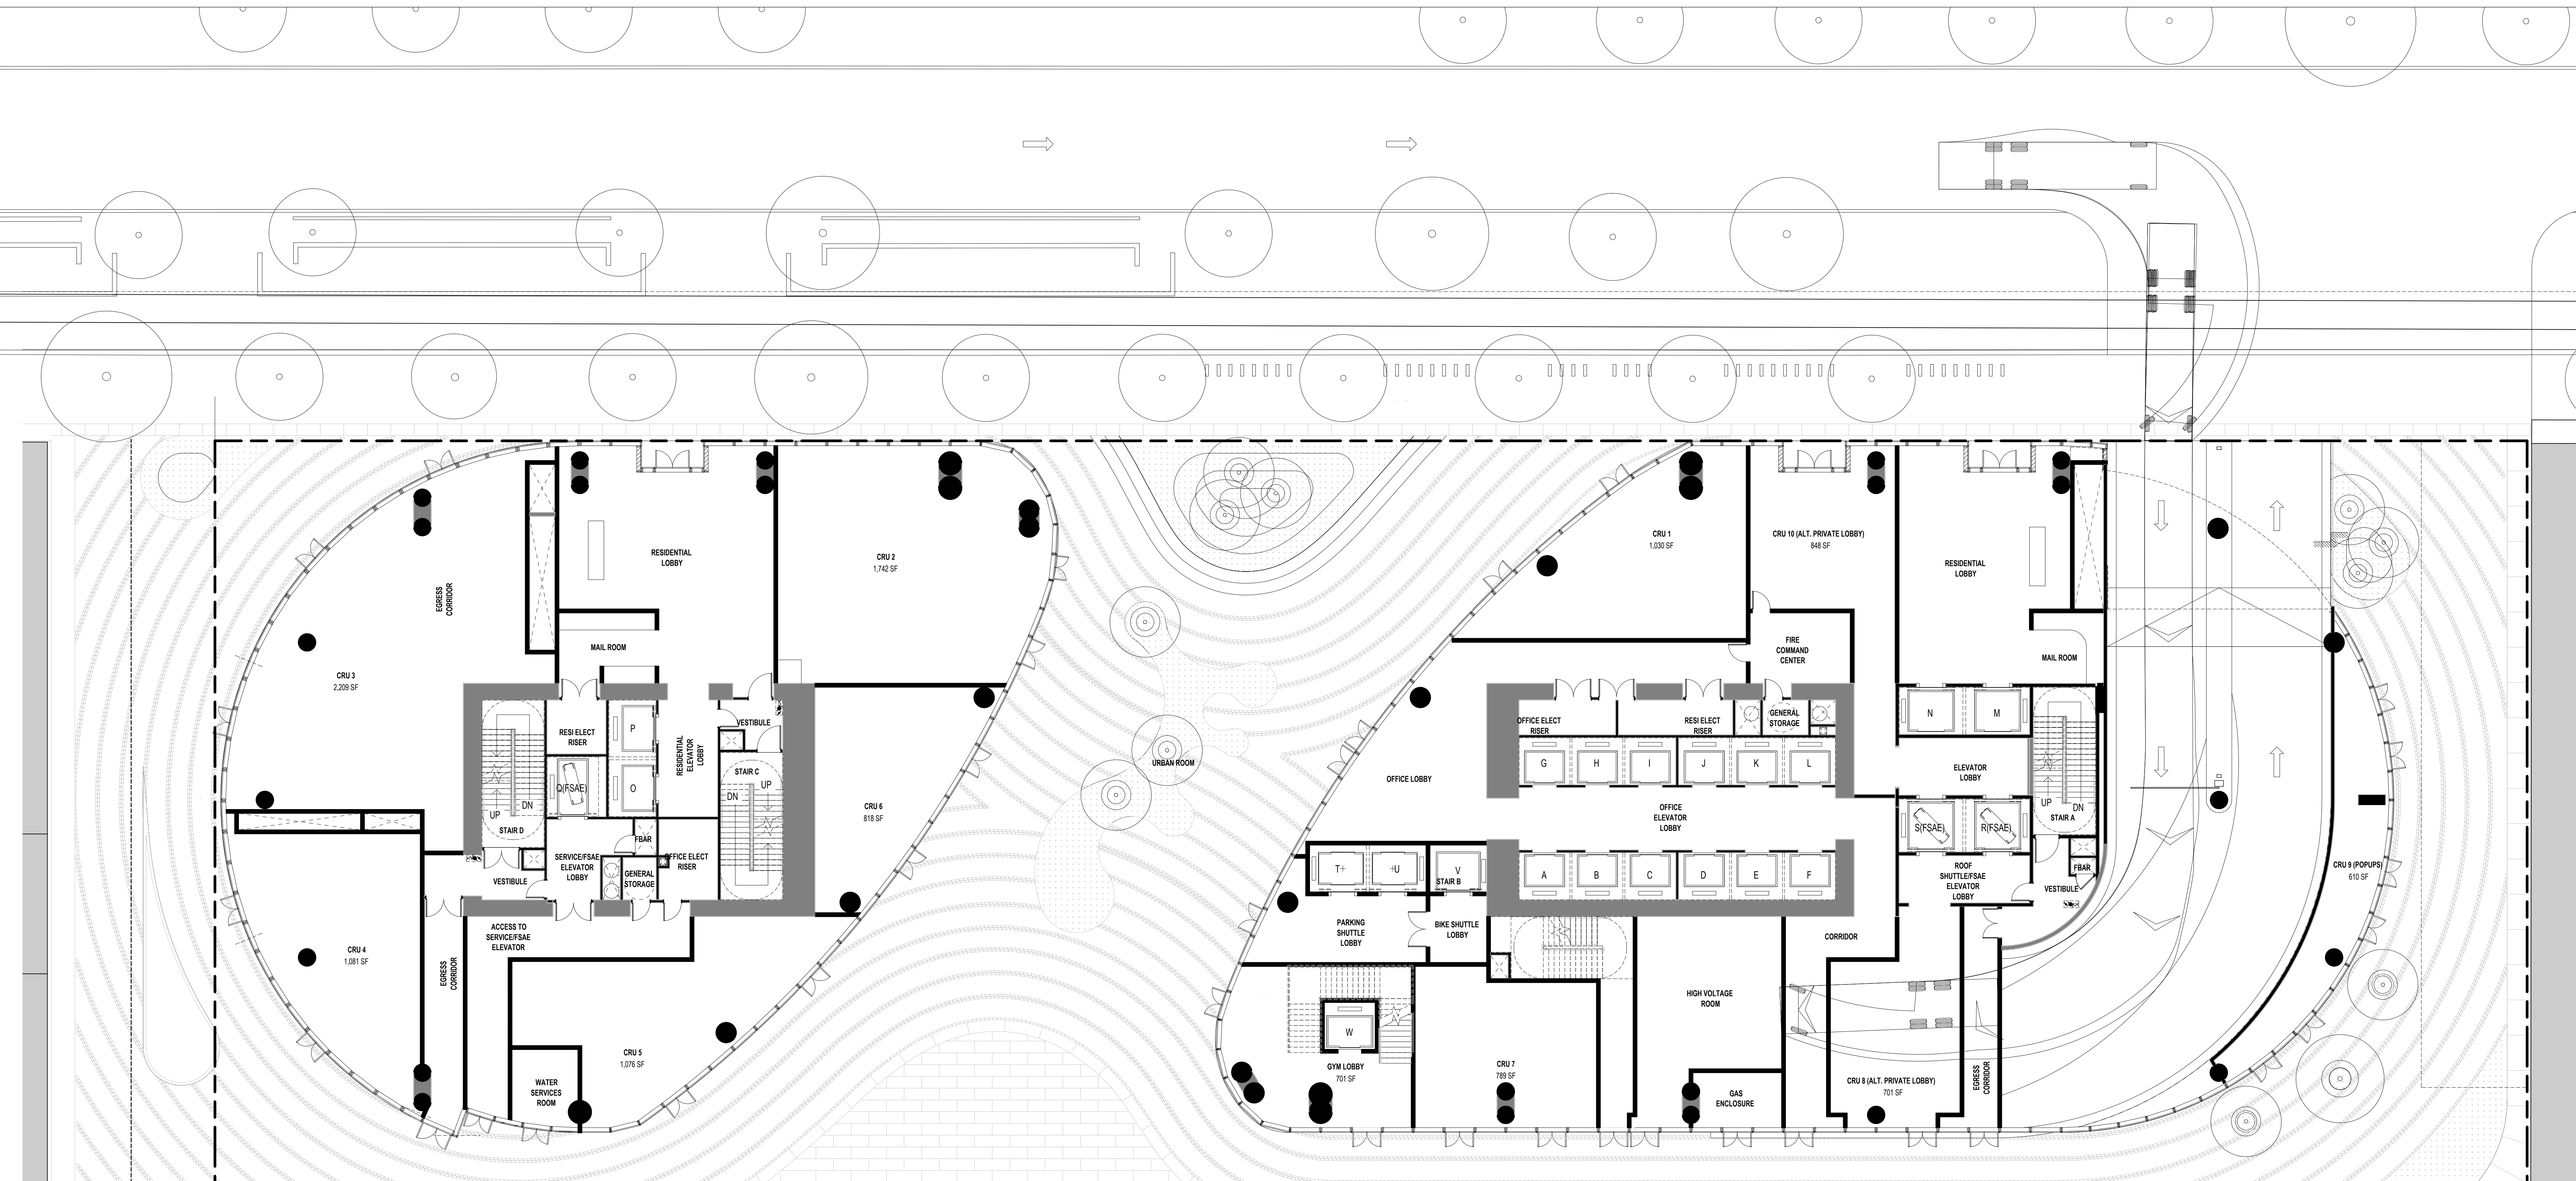 RESIDENTIAL
LOBBY
CRU 2
1,742 SF
EGRESS
CORRIDOR
MAIL ROOM
CRU 3
2,209 SF
VESTIBULE
RESI ELECT
RISER
P
RESIDENTIAL
ELEVATOR
LOBBY
STAIR C
UP
DN
Q(FSAE)
O
DN
UP
STAIR D
CRU 6
818 SF
FBAR
SERVICE/FSAE
ELEVATOR
LOBBY
OFFICE ELECT
RISER
GENERAL
STORAGE
VESTIBULE
ACCESS TO
SERVICE/FSAE
ELEVATOR
CRU 4
1,081 SF
EGRESS
CORRIDOR
CRU 5
1,076 SF
WATER
SERVICES
ROOM
URBAN ROOM
CRU 1
1,030 SF
CRU 10 (ALT. PRIVATE LOBBY)
848 SF
RESIDENTIAL
LOBBY
FIRE
COMMAND
CENTER
MAIL ROOM
OFFICE ELECT
RISER
RESI ELECT
RISER
GENERAL
STORAGE
N
M
OFFICE LOBBY
G
H
I
J
K
L
ELEVATOR
LOBBY
UP
DN
STAIR A
OFFICE
ELEVATOR
LOBBY
S(FSAE)
R(FSAE)
T
U
V
STAIR B
A
B
C
D
E
F
ROOF
SHUTTLE/FSAE
ELEVATOR
LOBBY
FBAR
VESTIBULE
CRU 9 (POPUPS)
610 SF
PARKING
SHUTTLE
LOBBY
BIKE SHUTTLE
LOBBY
CORRIDOR
HIGH VOLTAGE
ROOM
W
GYM LOBBY
701 SF
CRU 7
789 SF
GAS
ENCLOSURE
CRU 8 (ALT. PRIVATE LOBBY)
701 SF
EGRESS
CORRIDOR